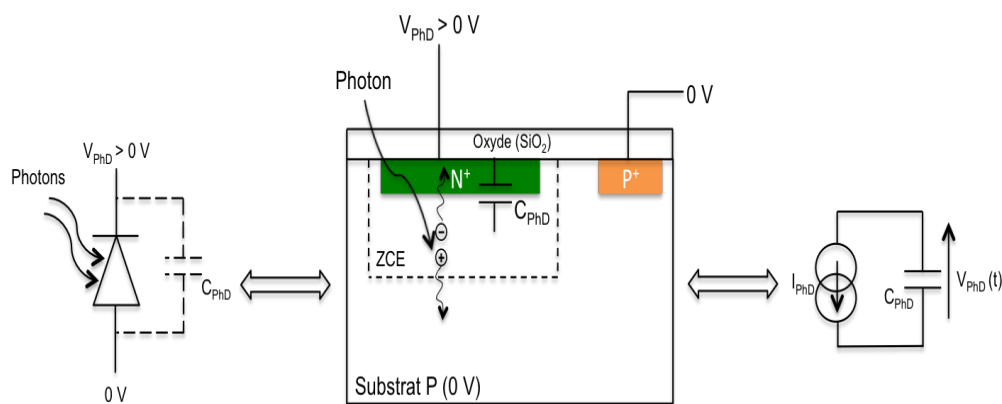 V_PhD > 0 V
Photons
C_PhD
0 V
V_PhD > 0 V
Photon
0 V
Oxyde (SiO₂)
N⁺
P⁺
C_PhD
-
ZCE
+
Substrat P (0 V)
I_PhD
C_PhD
V_PhD (t)